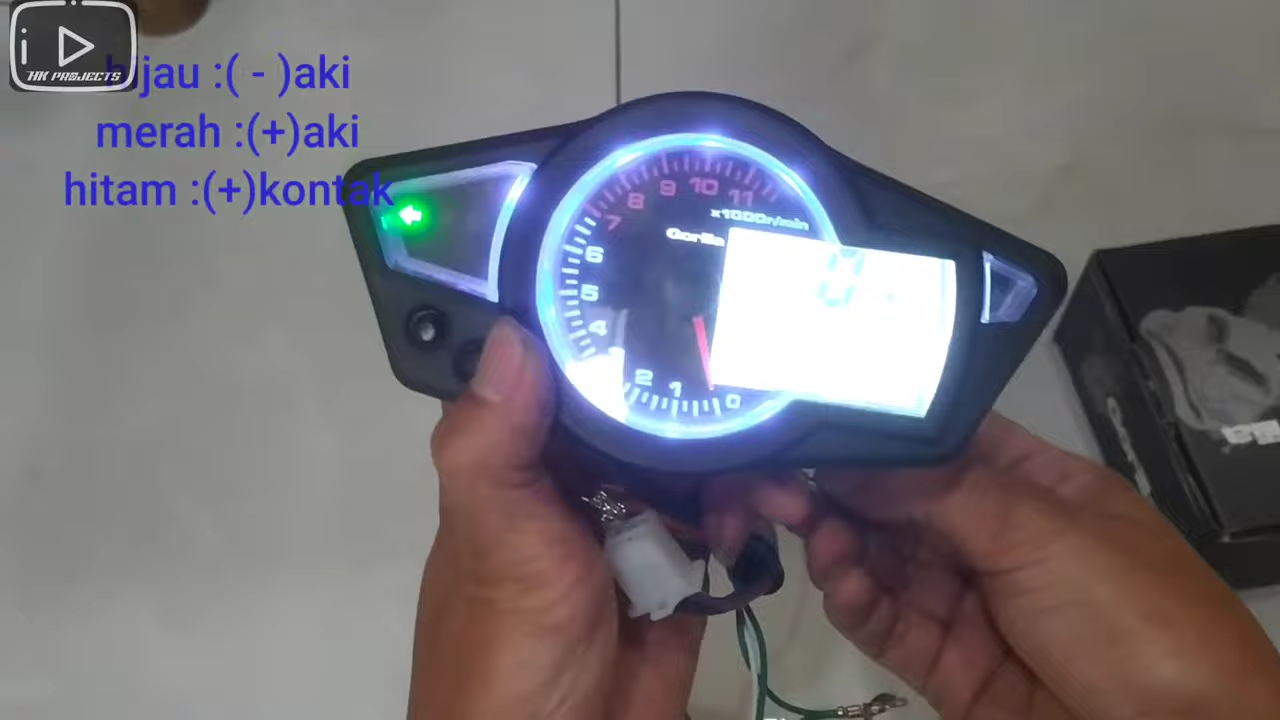 HK PROJECTS
hijau :( - )aki
merah :(+)aki
hitam :(+)kontak
7 8 9 10 11
x1000r/min
Gorilla
6
5
4
2 1 0